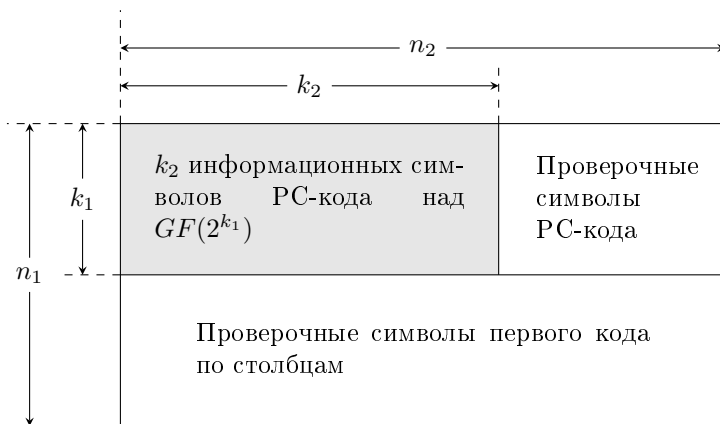 n₂
k₂
k₂ информационных сим-
волов РС-кода над
GF(2^{k₁})
Проверочные
символы
РС-кода
k₁
n₁
Проверочные символы первого кода
по столбцам